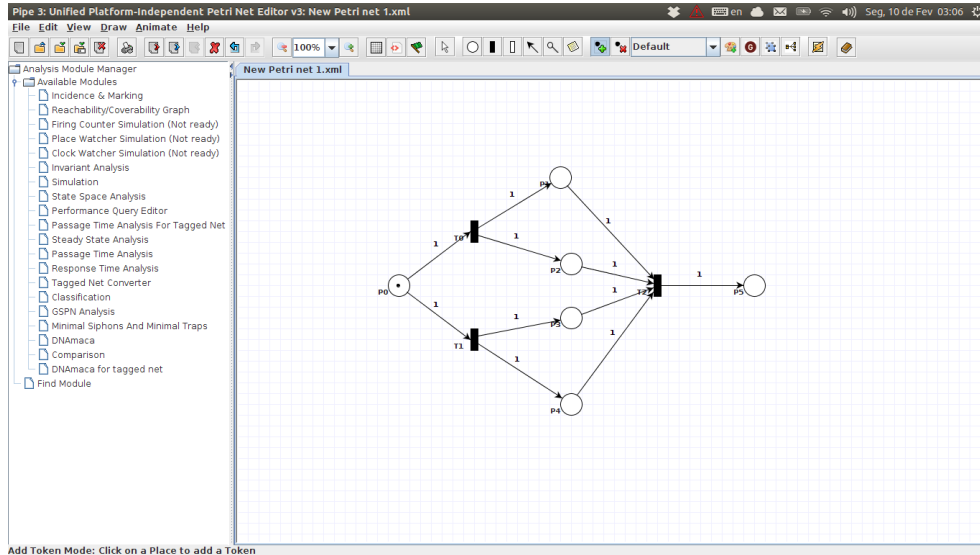 Pipe 3: Unified Platform-Independent Petri Net Editor v3: New Petri net 1.xml
en
Seg, 10 de Fev 03:06
File Edit View Draw Animate Help
100%
Default
Analysis Module Manager
Available Modules
Incidence & Marking
Reachability/Coverability Graph
Firing Counter Simulation (Not ready)
Place Watcher Simulation (Not ready)
Clock Watcher Simulation (Not ready)
Invariant Analysis
Simulation
State Space Analysis
Performance Query Editor
Passage Time Analysis For Tagged Net
Steady State Analysis
Passage Time Analysis
Response Time Analysis
Tagged Net Converter
Classification
GSPN Analysis
Minimal Siphons And Minimal Traps
DNAmaca
Comparison
DNAmaca for tagged net
Find Module
New Petri net 1.xml
P1
1
1
T0
1
1
P2
1
1
P0
T2
P5
1
1
1
P3
1
T1
1
P4
Add Token Mode: Click on a Place to add a Token